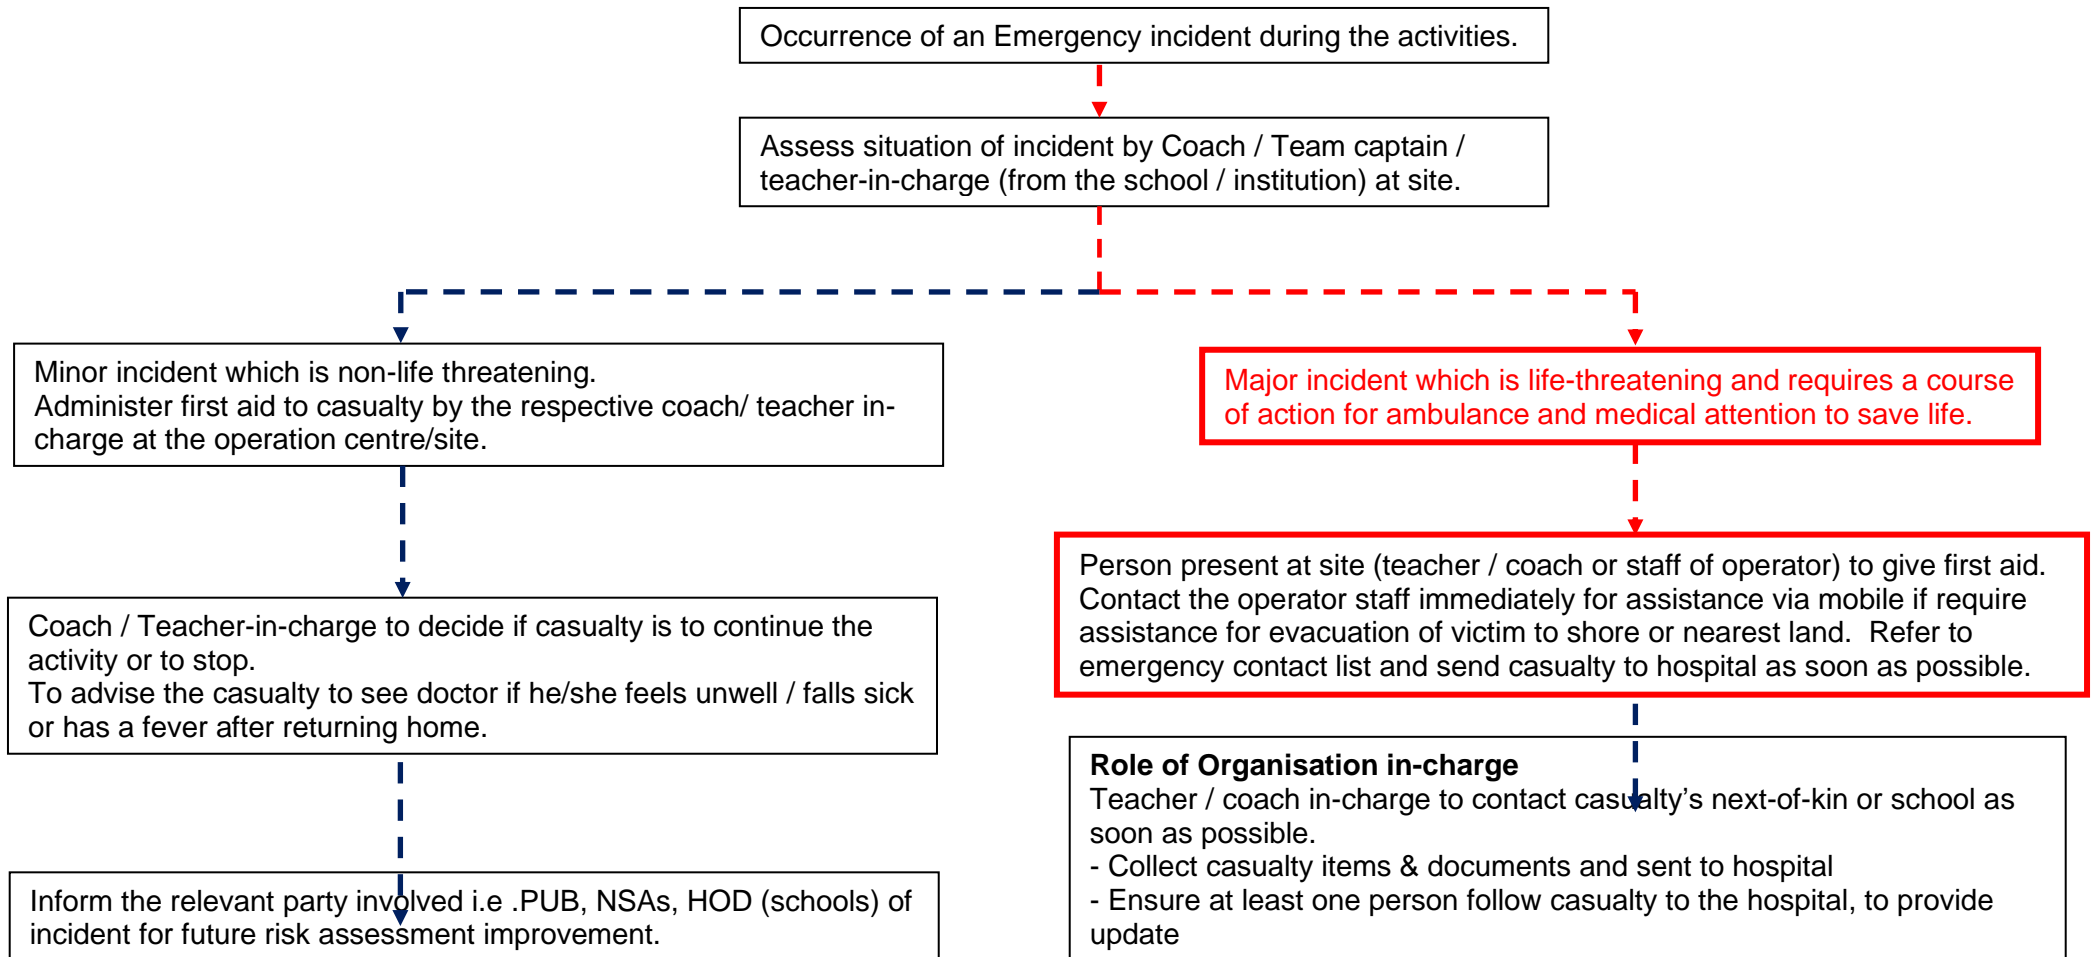 Occurrence of an Emergency incident during the activities.
Assess situation of incident by Coach / Team captain /
teacher-in-charge (from the school / institution) at site.
Minor incident which is non-life threatening.
Administer first aid to casualty by the respective coach/ teacher in-
charge at the operation centre/site.
Coach / Teacher-in-charge to decide if casualty is to continue the
activity or to stop.
To advise the casualty to see doctor if he/she feels unwell / falls sick
or has a fever after returning home.
Inform the relevant party involved i.e .PUB, NSAs, HOD (schools) of
incident for future risk assessment improvement.
Major incident which is life-threatening and requires a course
of action for ambulance and medical attention to save life.
Person present at site (teacher / coach or staff of operator) to give first aid.
Contact the operator staff immediately for assistance via mobile if require
assistance for evacuation of victim to shore or nearest land.  Refer to
emergency contact list and send casualty to hospital as soon as possible.
Role of Organisation in-charge
Teacher / coach in-charge to contact casualty’s next-of-kin or school as
soon as possible.
- Collect casualty items & documents and sent to hospital
- Ensure at least one person follow casualty to the hospital, to provide
update